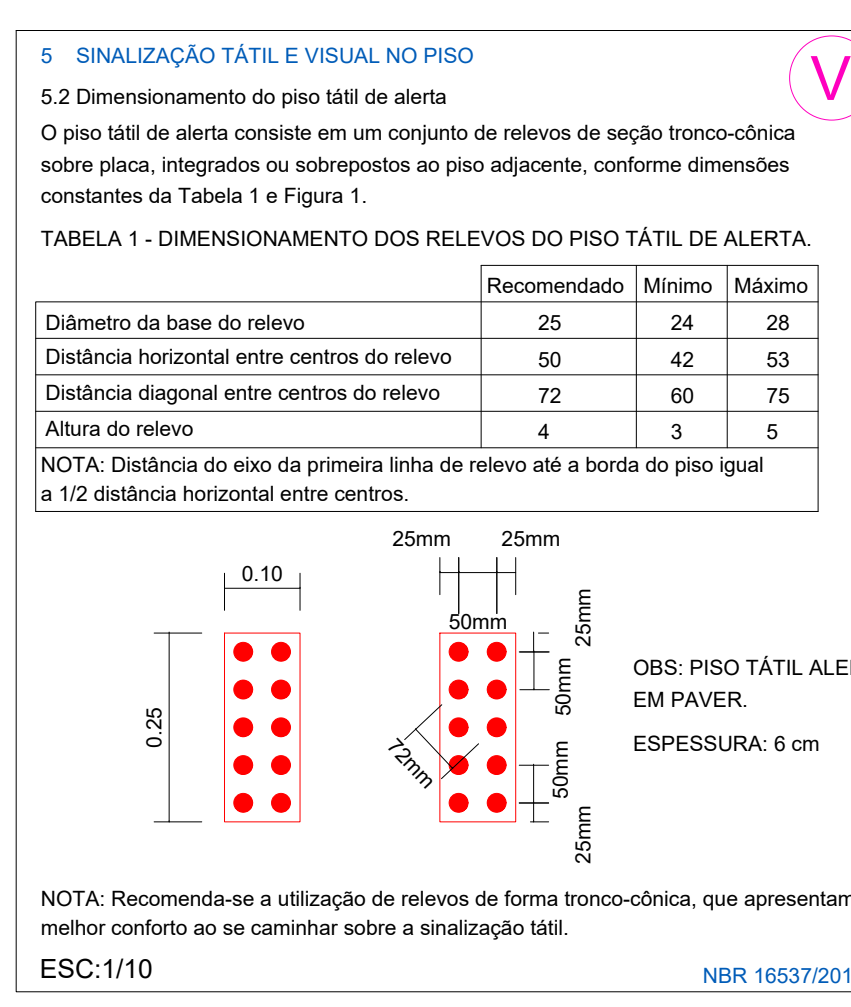 5 SINALIZAÇÃO TÁTIL E VISUAL NO PISO
V
5.2 Dimensionamento do piso tátil de alerta
O piso tátil de alerta consiste em um conjunto de relevos de seção tronco-cônica
sobre placa, integrados ou sobrepostos ao piso adjacente, conforme dimensões
constantes da Tabela 1 e Figura 1.
TABELA 1 - DIMENSIONAMENTO DOS RELEVOS DO PISO TÁTIL DE ALERTA.
Recomendado Mínimo Máximo
Diâmetro da base do relevo 25 24 28
Distância horizontal entre centros do relevo 50 42 53
Distância diagonal entre centros do relevo 72 60 75
Altura do relevo 4 3 5
NOTA: Distância do eixo da primeira linha de relevo até a borda do piso igual
a 1/2 distância horizontal entre centros.
25mm 25mm
0.10
50mm
25mm
50mm
0.25
72mm
50mm
25mm
OBS: PISO TÁTIL
EM PAVER.
ESPESSURA: 6 cm
NOTA: Recomenda-se a utilização de relevos de forma tronco-cônica, que apresentam
melhor conforto ao se caminhar sobre a sinalização tátil.
ESC:1/10
NBR 16537/201